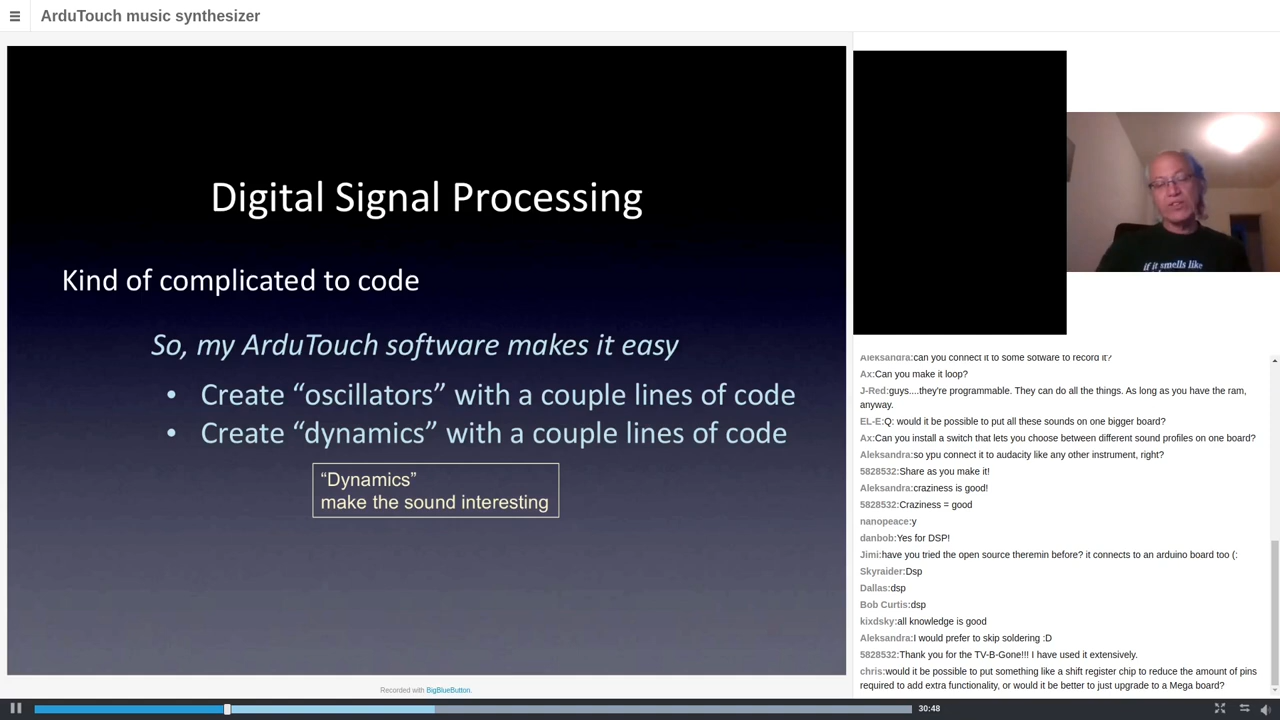 ArduTouch music synthesizer
Digital Signal Processing
Kind of complicated to code
So, my ArduTouch software makes it easy
• Create “oscillators” with a couple lines of code
• Create “dynamics” with a couple lines of code
“Dynamics”
make the sound interesting
Recorded with BigBlueButton.
if it smells like
Aleksandra:can you connect it to some sotware to record it?
Ax:Can you make it loop?
J-Red:guys....they're programmable. They can do all the things. As long as you have the ram,
anyway.
EL-E:Q: would it be possible to put all these sounds on one bigger board?
Ax:Can you install a switch that lets you choose between different sound profiles on one board?
Aleksandra:so ypu connect it to audacity like any other instrument, right?
5828532:Share as you make it!
Aleksandra:craziness is good!
5828532:Craziness = good
nanopeace:y
danbob:Yes for DSP!
Jimi:have you tried the open source theremin before? it connects to an arduino board too (:
Skyraider:Dsp
Dallas:dsp
Bob Curtis:dsp
kixdsky:all knowledge is good
Aleksandra:I would prefer to skip soldering :D
5828532:Thank you for the TV-B-Gone!!! I have used it extensively.
chris:would it be possible to put something like a shift register chip to reduce the amount of pins
required to add extra functionality, or would it be better to just upgrade to a Mega board?
30:48